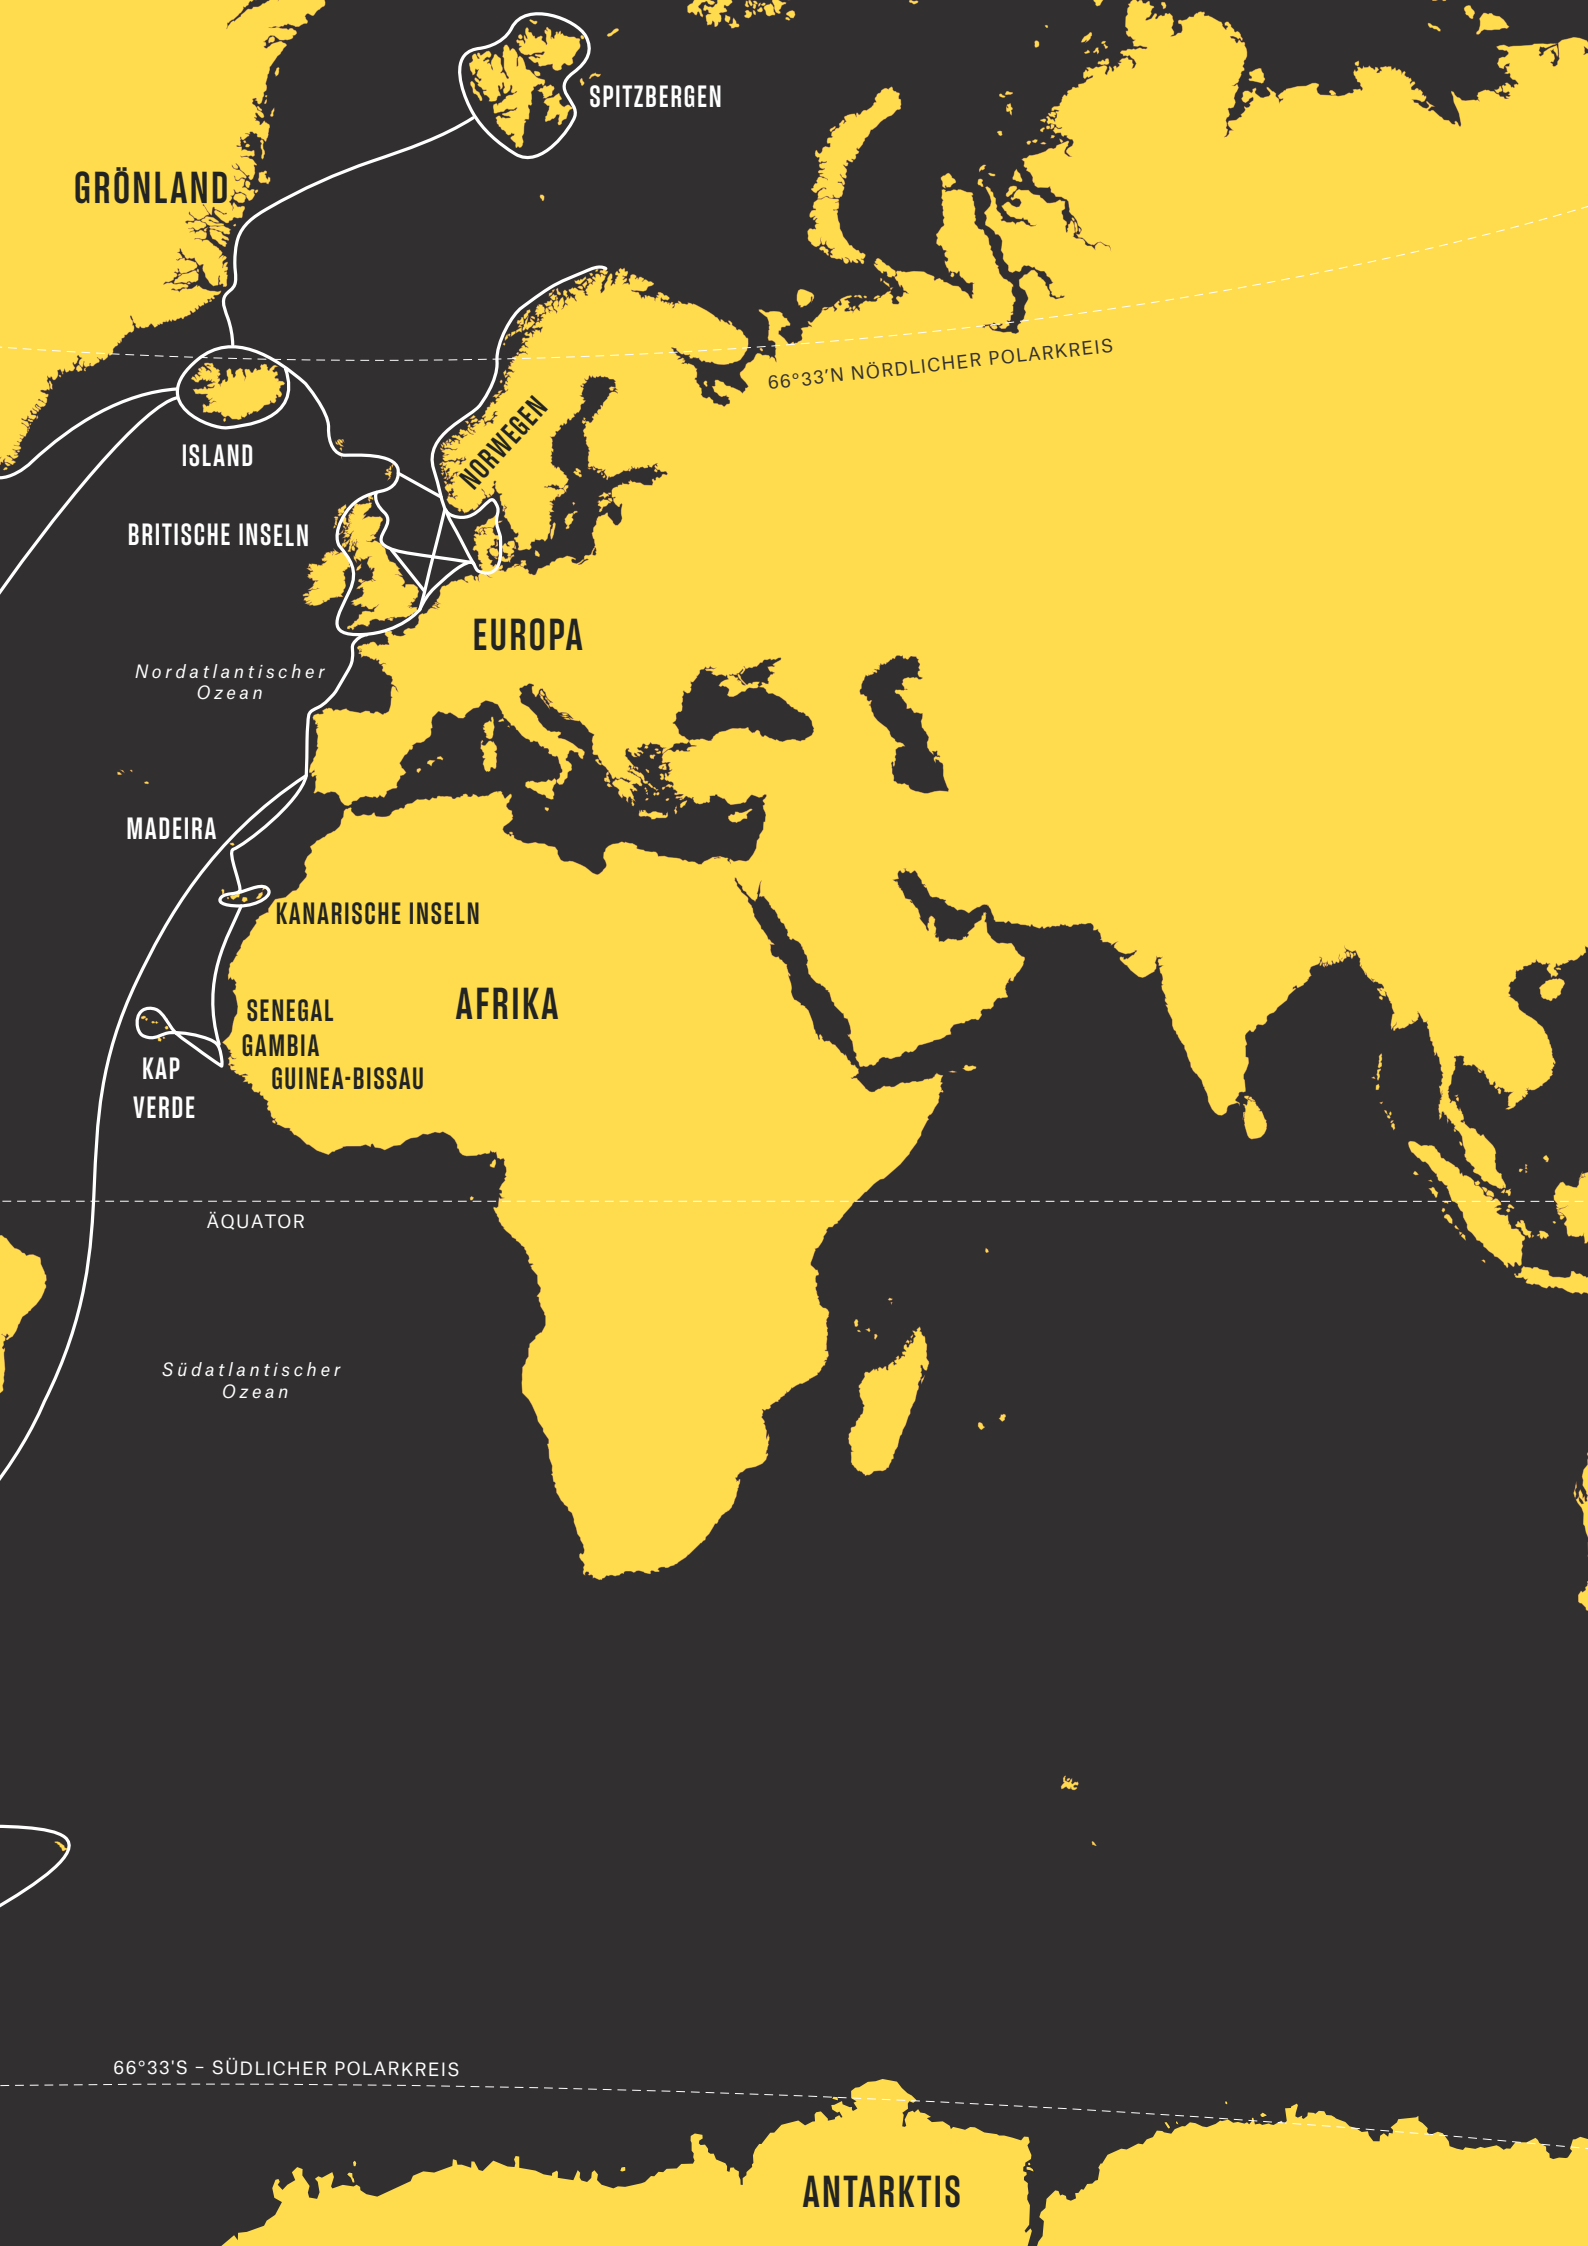 SPITZBERGEN
GRÖNLAND
66°33'N NÖRDLICHER POLARKREIS
NORWEGEN
ISLAND
BRITISCHE INSELN
EUROPA
Nordatlantischer
Ozean
MADEIRA
KANARISCHE INSELN
AFRIKA
SENEGAL
GAMBIA
GUINEA-BISSAU
KAP
VERDE
ÄQUATOR
Südatlantischer
Ozean
66°33'S – SÜDLICHER POLARKREIS
ANTARKTIS